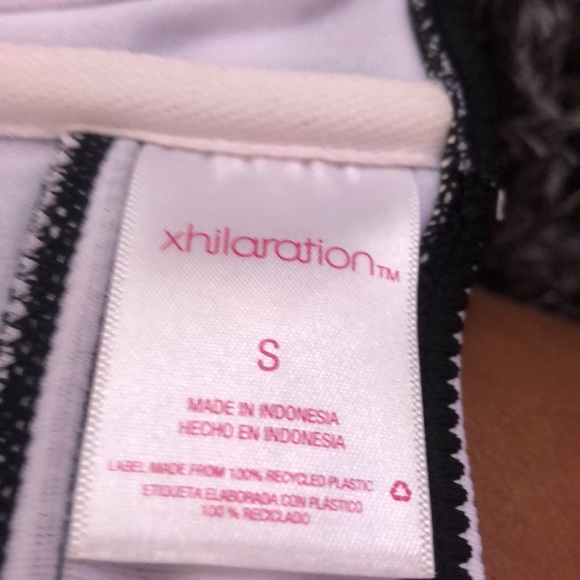 xhilaration™
S
MADE IN INDONESIA
HECHO EN INDONESIA
LABEL MADE FROM 100% RECYCLED PLASTIC
ETIQUETA ELABORADA CON PLÁSTICO
100 % RECICLADO